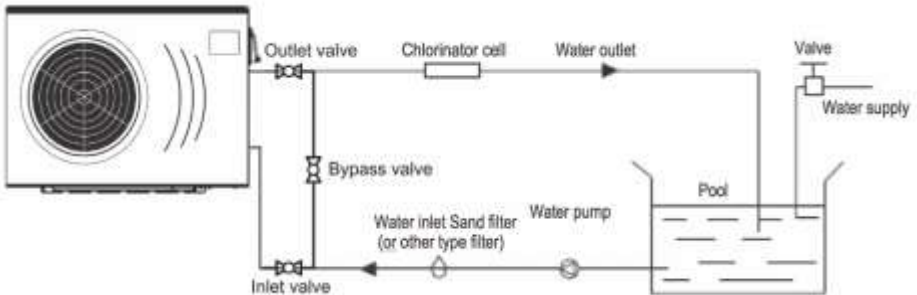 Outlet valve
Chlorinator cell
Water outlet
Valve
Water supply
Bypass valve
Pool
Water inlet Sand filter
(or other type filter)
Water pump
Inlet valve